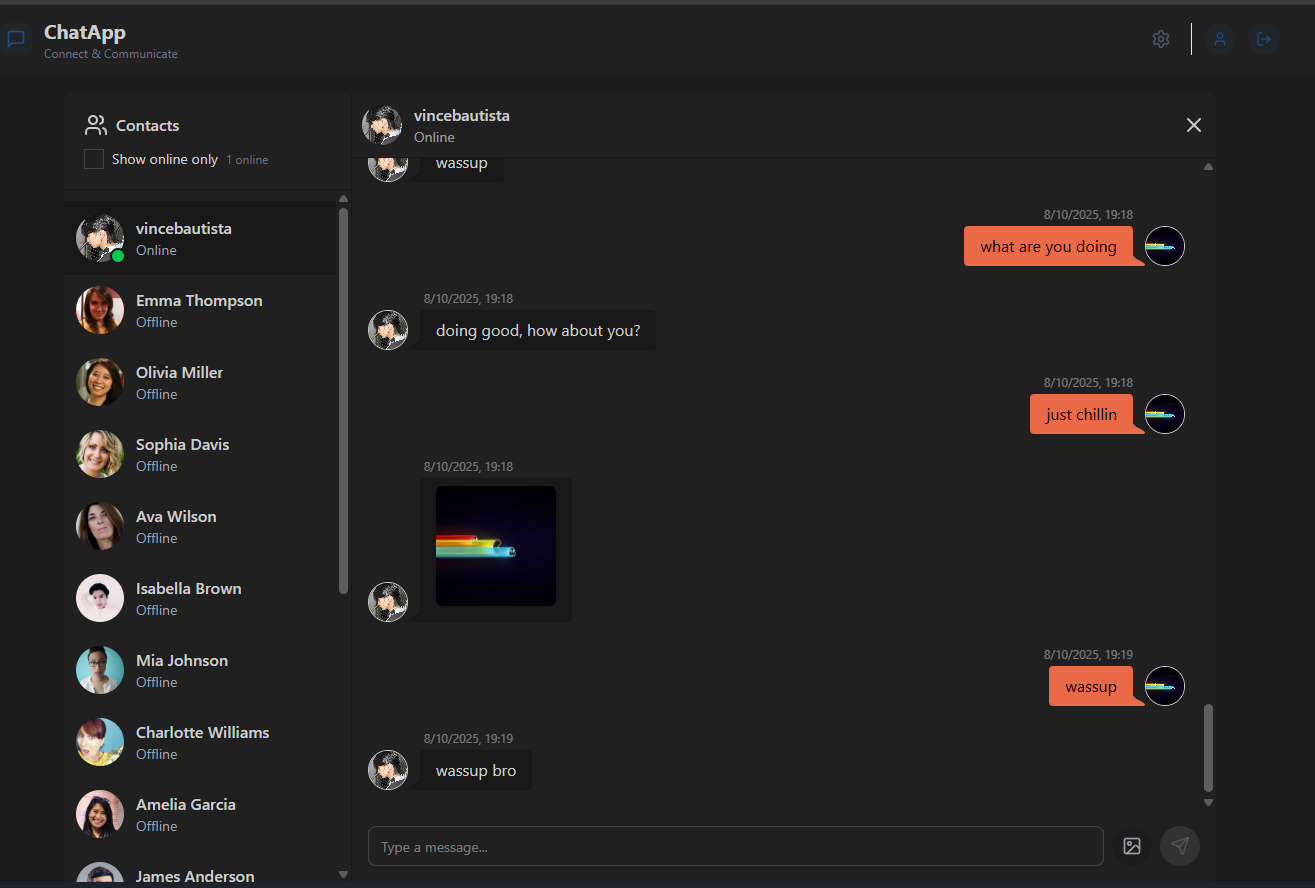 ChatApp
Connect & Communicate
Contacts
Show online only 1 online
vincebautista
Online
Emma Thompson
Offline
Olivia Miller
Offline
Sophia Davis
Offline
Ava Wilson
Offline
Isabella Brown
Offline
Mia Johnson
Offline
Charlotte Williams
Offline
Amelia Garcia
Offline
James Anderson
vincebautista
Online
wassup
8/10/2025, 19:18
what are you doing
8/10/2025, 19:18
doing good, how about you?
8/10/2025, 19:18
just chillin
8/10/2025, 19:18
8/10/2025, 19:19
wassup
8/10/2025, 19:19
wassup bro
Type a message...